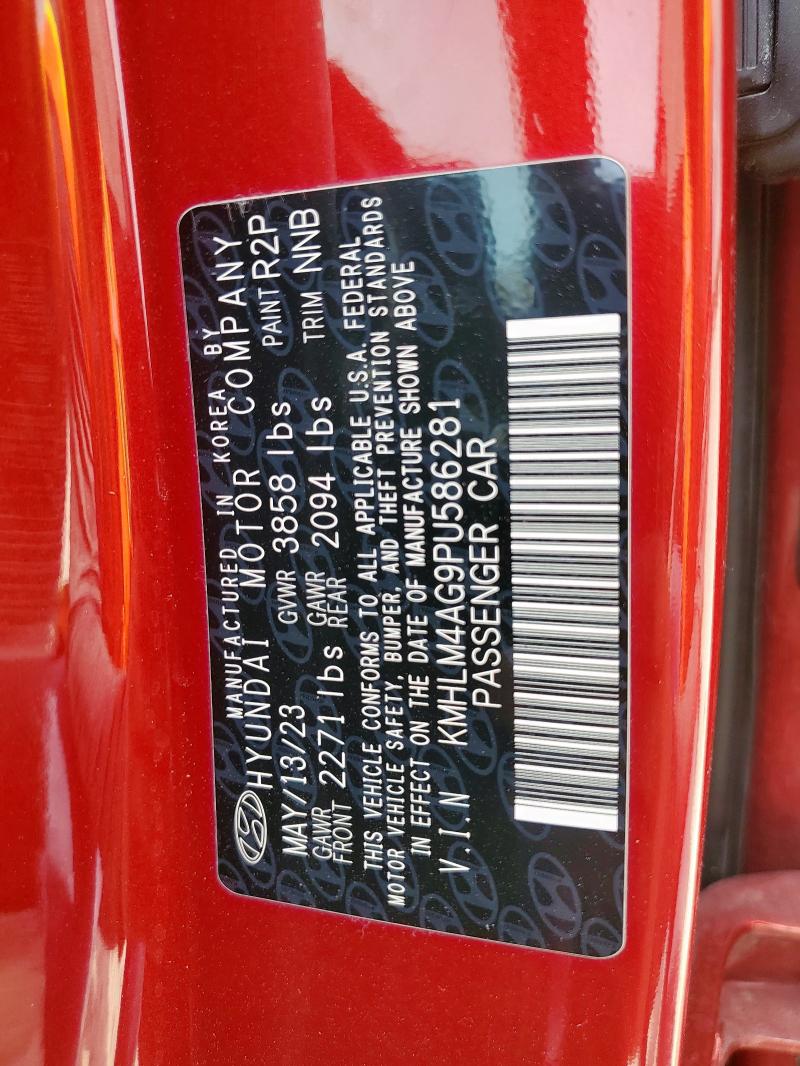 MANUFACTURED IN KOREA BY
HYUNDAI MOTOR COMPANY
MAY/13/23 GVWR 3858 lbs PAINT R2P
GAWR FRONT 2271 lbs GAWR REAR 2094 lbs TRIM NNB
THIS VEHICLE CONFORMS TO ALL APPLICABLE U.S.A. FEDERAL
MOTOR VEHICLE SAFETY, BUMPER, AND THEFT PREVENTION STANDARDS
IN EFFECT ON THE DATE OF MANUFACTURE SHOWN ABOVE
V.I.N KMHLM4AG9PU586281
PASSENGER CAR